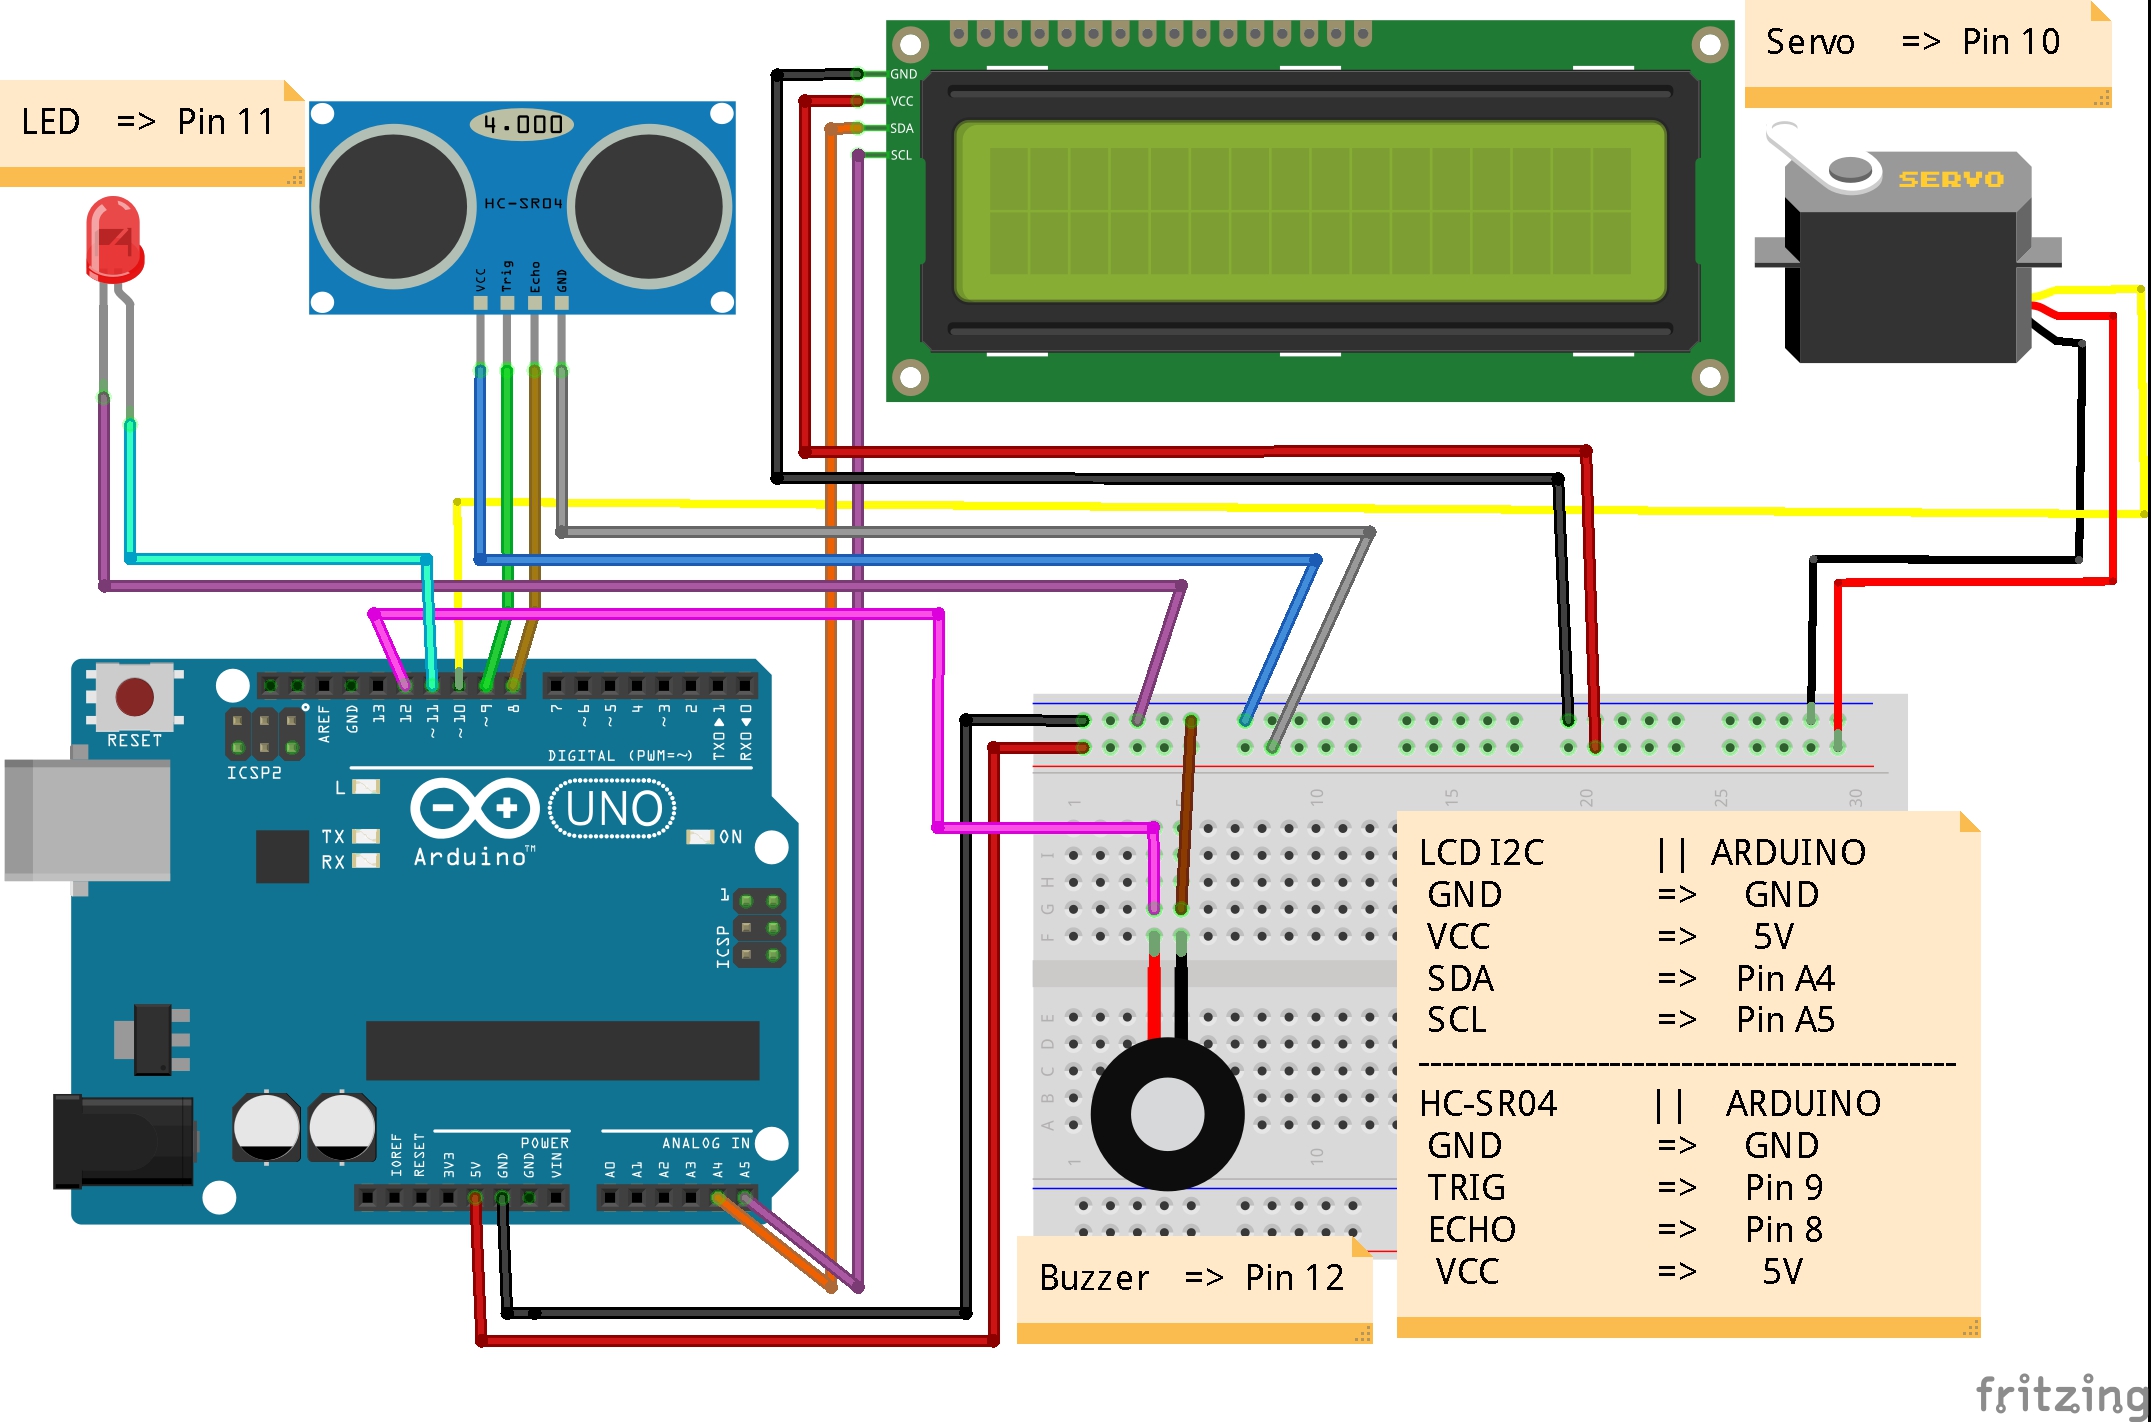 LED => Pin 11
4.000
HC-SR04
VCC
Trig
Echo
GND
GND
VCC
SDA
SCL
Servo => Pin 10
SERVO
RESET
ICSP2
AREF
GND
13
12
~11
~10
~9
8
7
~6
~5
4
~3
2
TX0▶1
RX0◀0
DIGITAL (PWM=~)
L
TX
RX
UNO
Arduino™
ON
1
ICSP
IOREF
RESET
3V3
5V
GND
GND
VIN
POWER
A0
A1
A2
A3
A4
A5
ANALOG IN
1
10
15
20
25
30
I
H
G
F
E
D
C
B
A
1
10
LCD I2C || ARDUINO
GND => GND
VCC => 5V
SDA => Pin A4
SCL => Pin A5
--------------------------------------------
HC-SR04 || ARDUINO
GND => GND
TRIG => Pin 9
ECHO => Pin 8
VCC => 5V
Buzzer => Pin 12
fritzing